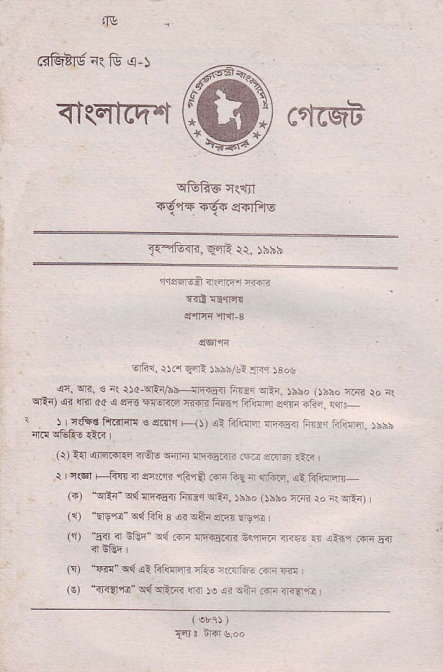 রেজিষ্টার্ড নং ডি এ-১
বাংলাদেশ গেজেট
গণপ্রজাতন্ত্রী বাংলাদেশ
সরকার
অতিরিক্ত সংখ্যা
কর্তৃপক্ষ কর্তৃক প্রকাশিত
বৃহস্পতিবার, জুলাই ২২, ১৯৯৯
গণপ্রজাতন্ত্রী বাংলাদেশ সরকার
স্বরাষ্ট্র মন্ত্রণালয়
প্রশাসন শাখা-৪
প্রজ্ঞাপন
তারিখ, ২১শে জুলাই ১৯৯৯/৬ই শ্রাবণ ১৪০৬
এস, আর, ও নং ২১৫-আইন/৯৯—মাদকদ্রব্য নিয়ন্ত্রণ আইন, ১৯৯০ (১৯৯০ সনের ২০ নং
আইন) এর ধারা ৫৫ এ প্রদত্ত ক্ষমতাবলে সরকার নিম্নরূপ বিধিমালা প্রণয়ন করিল, যথাঃ—
১। সংক্ষিপ্ত শিরোনাম ও প্রয়োগ।—(১) এই বিধিমালা মাদকদ্রব্য নিয়ন্ত্রণ বিধিমালা, ১৯৯৯
নামে অভিহিত হইবে।
(২) ইহা এ্যালকোহল ব্যতীত অন্যান্য মাদকদ্রব্যের ক্ষেত্রে প্রযোজ্য হইবে।
২। সংজ্ঞা।—বিষয় বা প্রসংগের পরিপন্থী কোন কিছু না থাকিলে, এই বিধিমালায়—
(ক) “আইন” অর্থ মাদকদ্রব্য নিয়ন্ত্রণ আইন, ১৯৯০ (১৯৯০ সনের ২০ নং আইন)।
(খ) “ছাড়পত্র” অর্থ বিধি ৪ এর অধীন প্রদেয় ছাড়পত্র।
(গ) “দ্রব্য বা উদ্ভিদ” অর্থ কোন মাদকদ্রব্যের উৎপাদনে ব্যবহৃত হয় এইরূপ কোন দ্রব্য
বা উদ্ভিদ।
(ঘ) “ফরম” অর্থ এই বিধিমালার সহিত সংযোজিত কোন ফরম।
(ঙ) “ব্যবস্থাপত্র” অর্থ আইনের ধারা ১৩ এর অধীন কোন ব্যবস্থাপত্র।
(৩৮৭১)
মূল্যঃ টাকা ৬.০০